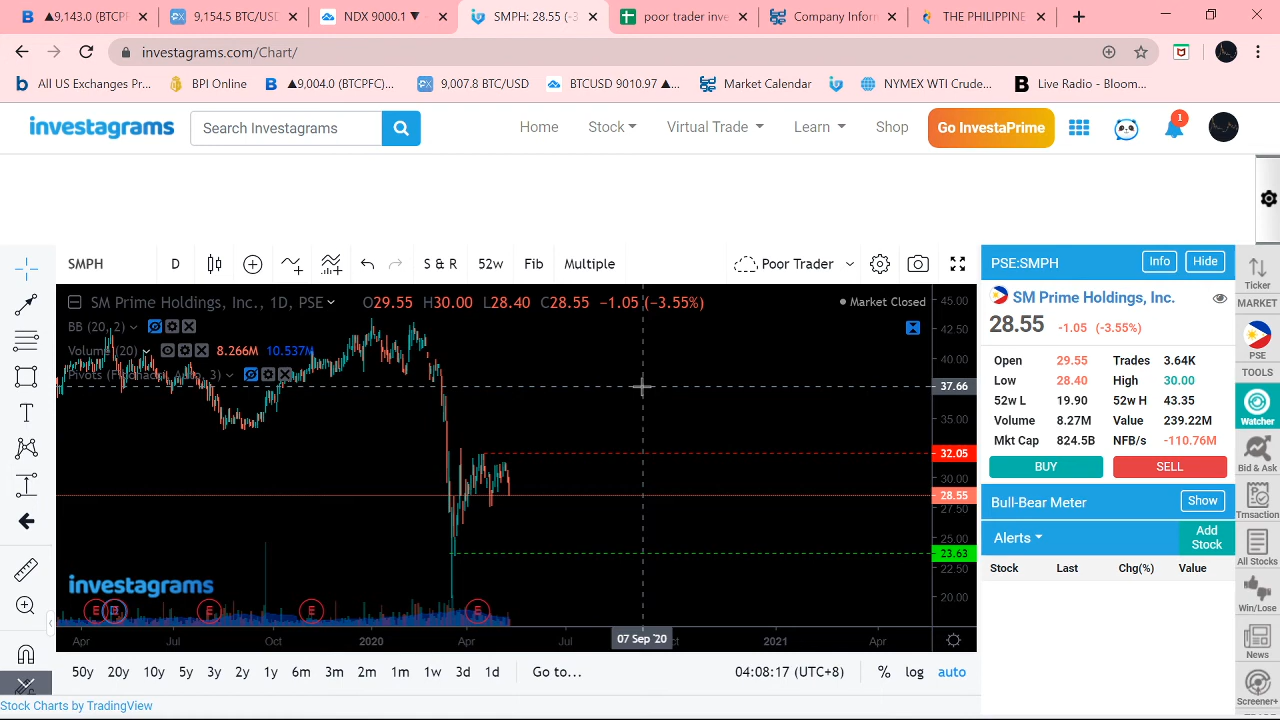 ▲9,143.0 (BTCPF
9,154.5 BTC/USD
NDX 9000.1 ▼
SMPH: 28.55 (-3
poor trader inve
Company Inform
THE PHILIPPINE
investagrams.com/Chart/
All US Exchanges Pr...
BPI Online
▲9,004.0 (BTCPFC)...
9,007.8 BTC/USD
BTCUSD 9010.97 ▲...
Market Calendar
NYMEX WTI Crude...
Live Radio - Bloom...
investagrams
Search Investagrams
Home
Stock
Virtual Trade
Learn
Shop
Go InvestaPrime
1
SMPH
D
S & R
52w
Fib
Multiple
Poor Trader
SM Prime Holdings, Inc., 1D, PSE
O29.55 H30.00 L28.40 C28.55 −1.05 (−3.55%)
Market Closed
BB (20, 2)
Volume (20)
8.266M 10.537M
Pivots (Fibonacci, Auto, 3)
45.00
42.50
40.00
37.66
35.00
32.05
30.00
28.55
27.50
25.00
23.63
22.50
20.00
investagrams
E
E
E
E
Apr
Jul
Oct
2020
Apr
Jul
07 Sep '20
2021
Apr
50y
20y
10y
5y
3y
2y
1y
6m
3m
2m
1m
1w
3d
1d
Go to...
04:08:17 (UTC+8)
%
log
auto
Stock Charts by TradingView
PSE:SMPH
Info
Hide
SM Prime Holdings, Inc.
28.55 -1.05 (-3.55%)
Open 29.55 Trades 3.64K
Low 28.40 High 30.00
52w L 19.90 52w H 43.35
Volume 8.27M Value 239.22M
Mkt Cap 824.5B NFB/s -110.76M
BUY
SELL
Bull-Bear Meter
Show
Alerts
Add Stock
Stock Last Chg(%) Value
Ticker
MARKET
PSE
TOOLS
Watcher
Bid & Ask
Trnsaction
All Stocks
Win/Lose
News
Screener+